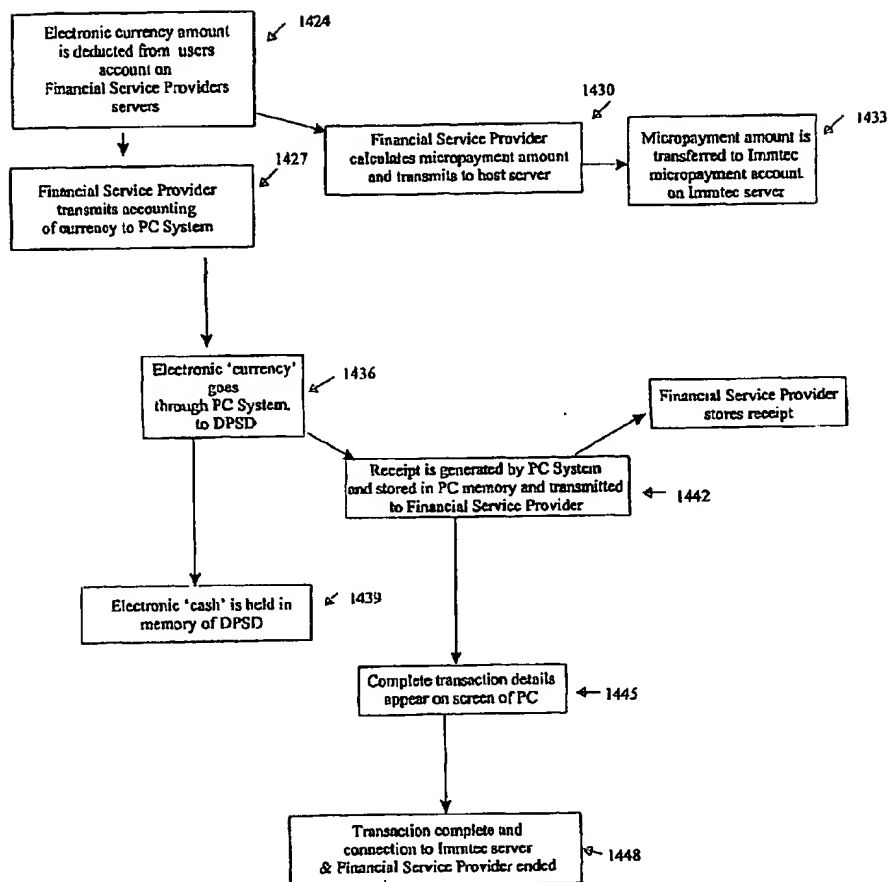 Electronic currency amount
is deducted from users
account on
Financial Service Providers
servers
1424
1430
Financial Service Provider
calculates micropayment amount
and transmits to host server
1433
Micropayment amount is
transferred to Immtec
micropayment account
on Immtec server
1427
Financial Service Provider
transmits accounting
of currency to PC System
Electronic 'currency'
goes
through PC System,
to DPSD
1436
Financial Service Provider
stores receipt
Receipt is generated by PC System
and stored in PC memory and transmitted
to Financial Service Provider
1442
Electronic 'cash' is held in
memory of DPSD
1439
Complete transaction details
appear on screen of PC
1445
Transaction complete and
connection to Immtec server
& Financial Service Provider ended
1448